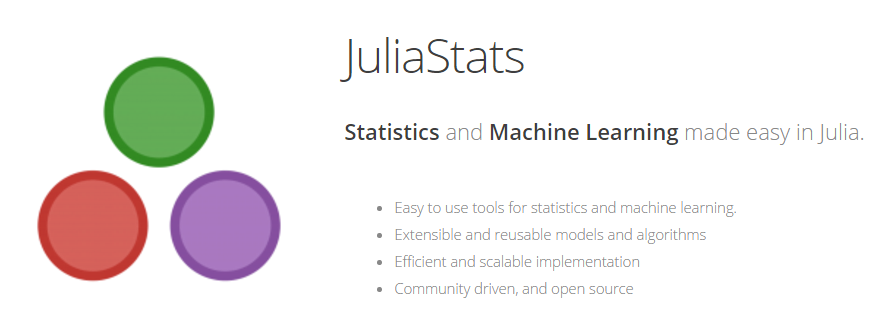 JuliaStats
Statistics and Machine Learning made easy in Julia.
Easy to use tools for statistics and machine learning.
Extensible and reusable models and algorithms
Efficient and scalable implementation
Community driven, and open source